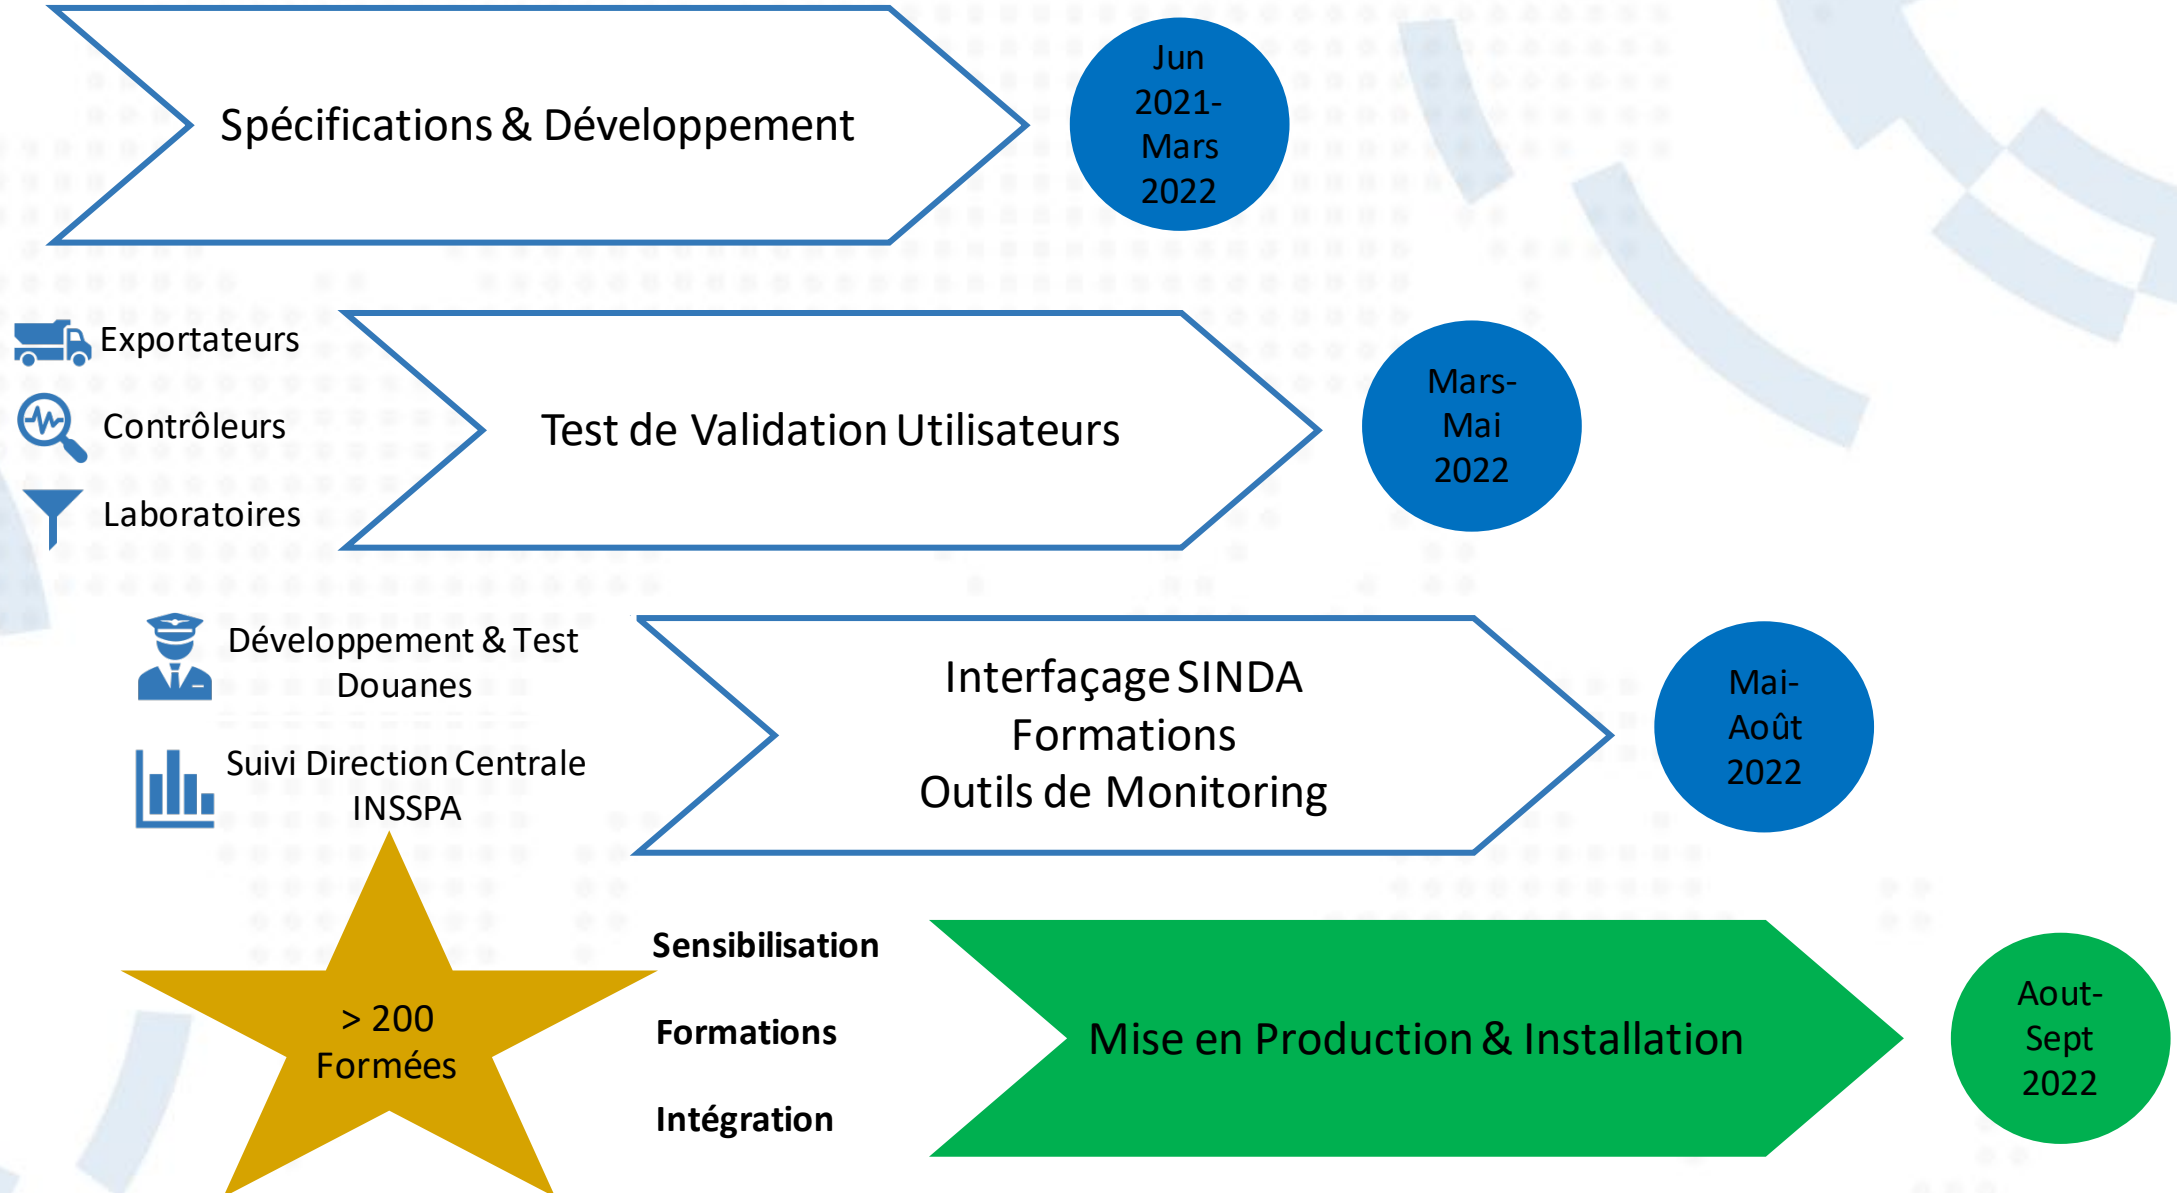 Spécifications & Développement
Jun
2021-
Mars
2022
Exportateurs
Contrôleurs
Laboratoires
Test de Validation Utilisateurs
Mars-
Mai
2022
Développement & Test
Douanes
Suivi Direction Centrale
INSSPA
Interfaçage SINDA
Formations
Outils de Monitoring
Mai-
Août
2022
> 200
Formées
Sensibilisation
Formations
Intégration
Mise en Production & Installation
Aout-
Sept
2022